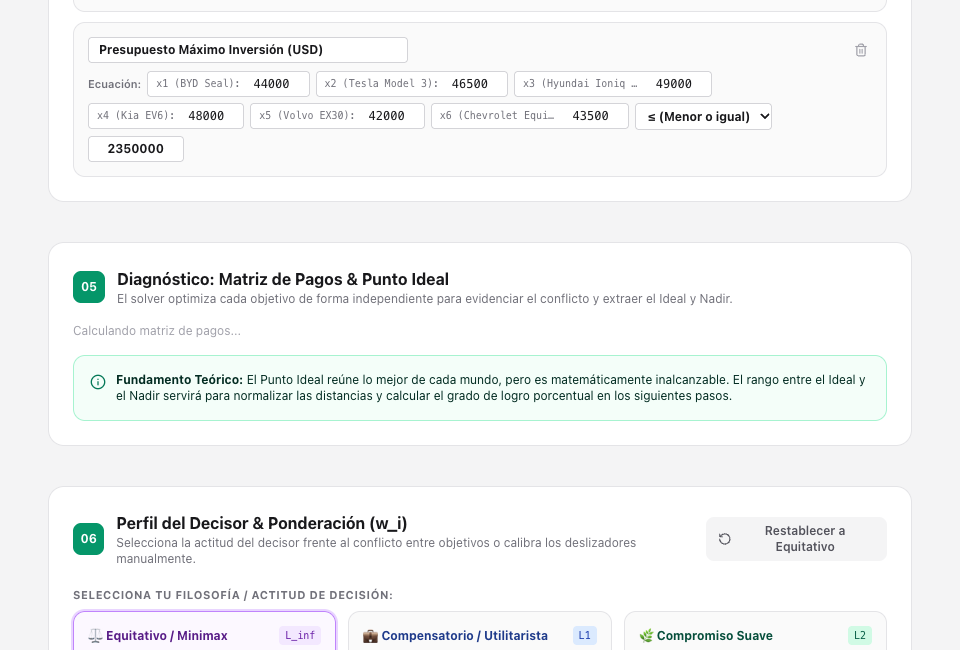 Presupuesto Máximo Inversión (USD)
Ecuación: x1 (BYD Seal): 44000 x2 (Tesla Model 3): 46500 x3 (Hyundai Ioniq … 49000
x4 (Kia EV6): 48000 x5 (Volvo EX30): 42000 x6 (Chevrolet Equi… 43500 ≤ (Menor o igual)
2350000
05
Diagnóstico: Matriz de Pagos & Punto Ideal
El solver optimiza cada objetivo de forma independiente para evidenciar el conflicto y extraer el Ideal y Nadir.
Calculando matriz de pagos...
Fundamento Teórico: El Punto Ideal reúne lo mejor de cada mundo, pero es matemáticamente inalcanzable. El rango entre el Ideal y
el Nadir servirá para normalizar las distancias y calcular el grado de logro porcentual en los siguientes pasos.
06
Perfil del Decisor & Ponderación (w_i)
Selecciona la actitud del decisor frente al conflicto entre objetivos o calibra los deslizadores
manualmente.
Restablecer a
Equitativo
SELECCIONA TU FILOSOFÍA / ACTITUD DE DECISIÓN:
Equitativo / Minimax L_inf
Compensatorio / Utilitarista L1
Compromiso Suave L2